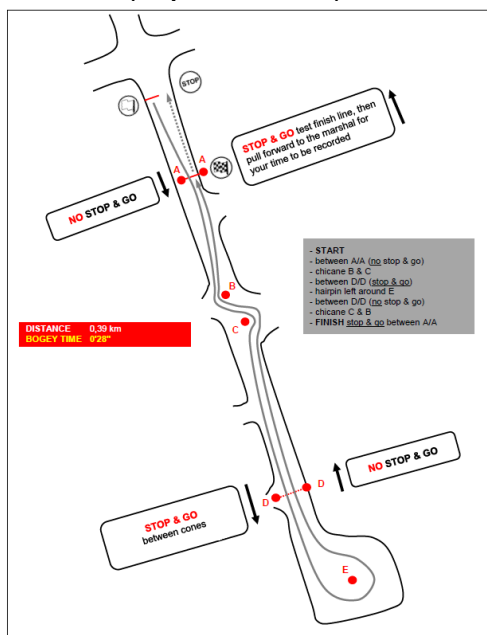 STOP
STOP & GO test finish line, then
pull forward to the marshal for
your time to be recorded
A
A
NO STOP & GO
- START
- between A/A (no stop & go)
- chicane B & C
- between D/D (stop & go)
- hairpin left around E
- between D/D (no stop & go)
- chicane C & B
- FINISH stop & go between A/A
B
C
DISTANCE 0,39 km
BOGEY TIME 0'28"
NO STOP & GO
D
D
STOP & GO
between cones
E